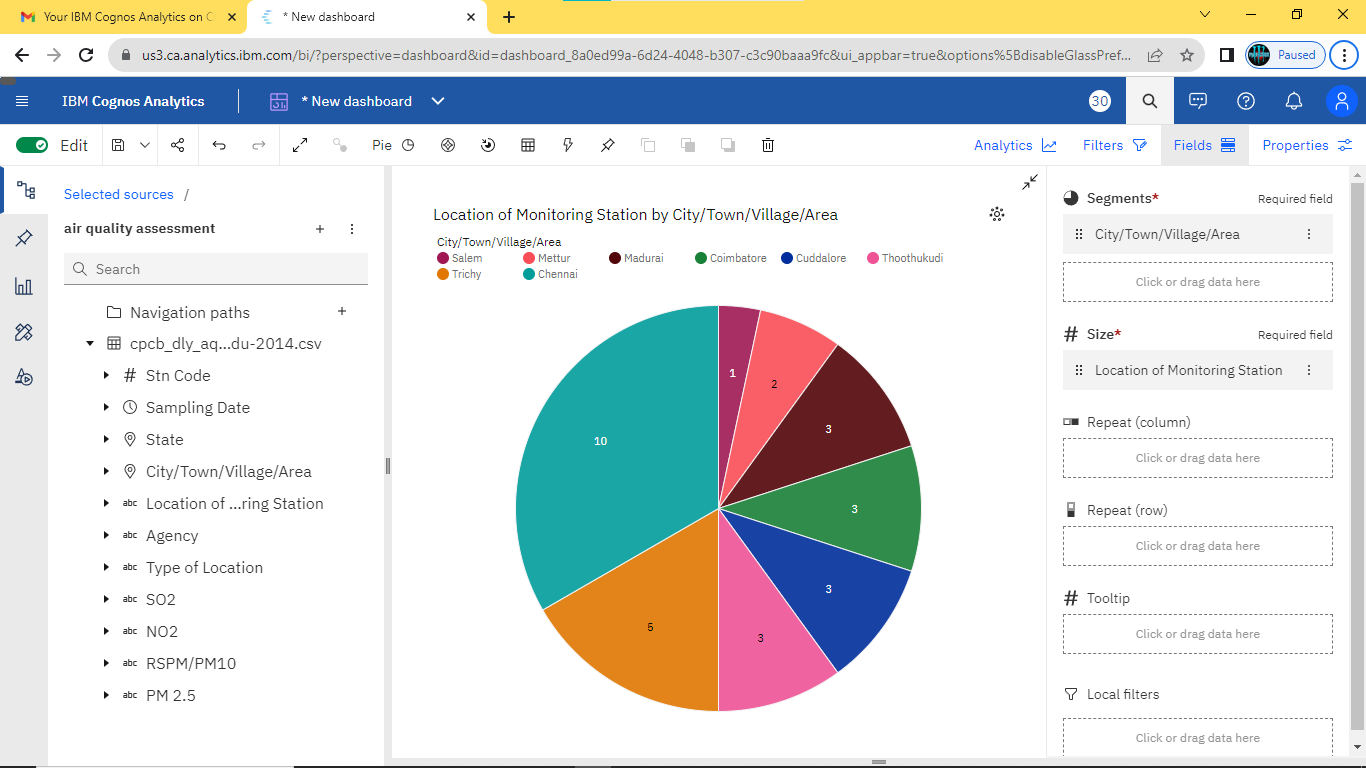 Your IBM Cognos Analytics on C
* New dashboard
us3.ca.analytics.ibm.com/bi/?perspective=dashboard&id=dashboard_8a0ed99a-6d24-4048-b307-c3c90baaa9fc&ui_appbar=true&options%5BdisableGlassPref...
Paused
IBM Cognos Analytics
* New dashboard
30
Edit
Pie
Analytics
Filters
Fields
Properties
Selected sources /
air quality assessment
Search
Navigation paths
cpcb_dly_aq...du-2014.csv
# Stn Code
Sampling Date
State
City/Town/Village/Area
abc Location of ...ring Station
abc Agency
abc Type of Location
abc SO2
abc NO2
abc RSPM/PM10
abc PM 2.5
Location of Monitoring Station by City/Town/Village/Area
City/Town/Village/Area
Salem Mettur Madurai Coimbatore Cuddalore Thoothukudi
Trichy Chennai
1
2
3
10
3
3
5
3
Segments* Required field
City/Town/Village/Area
Click or drag data here
# Size* Required field
Location of Monitoring Station
Repeat (column)
Click or drag data here
Repeat (row)
Click or drag data here
# Tooltip
Click or drag data here
Local filters
Click or drag data here